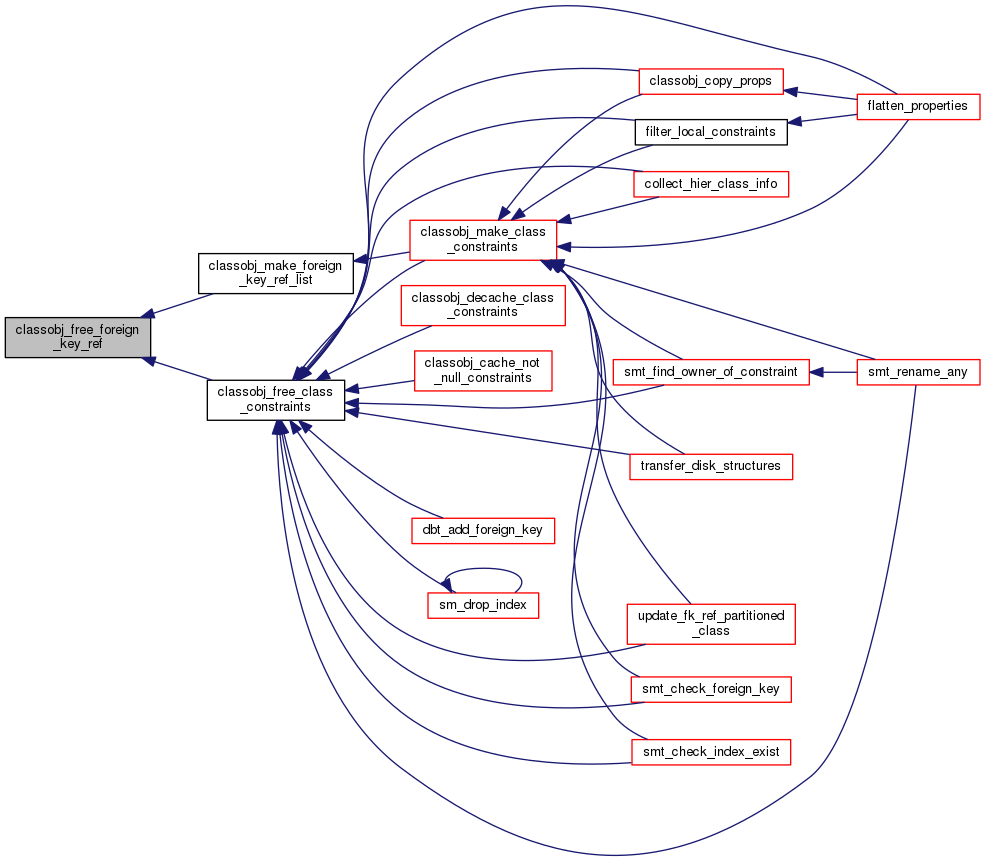 classobj_free_foreign
_key_ref
classobj_make_foreign
_key_ref_list
classobj_free_class
_constraints
classobj_make_class
_constraints
classobj_decache_class
_constraints
classobj_cache_not
_null_constraints
dbt_add_foreign_key
sm_drop_index
classobj_copy_props
filter_local_constraints
collect_hier_class_info
smt_find_owner_of_constraint
transfer_disk_structures
update_fk_ref_partitioned
_class
smt_check_foreign_key
smt_check_index_exist
flatten_properties
smt_rename_any